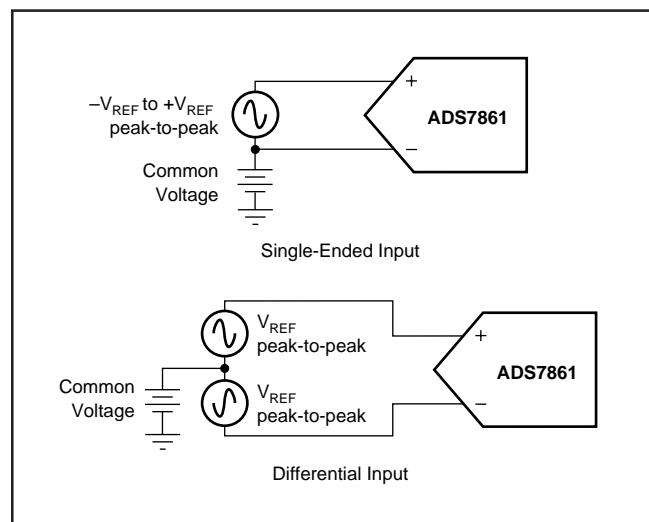 –VREF to +VREF
peak-to-peak
Common
Voltage
+
–
ADS7861
Single-Ended Input
VREF
peak-to-peak
Common
Voltage
VREF
peak-to-peak
+
–
ADS7861
Differential Input